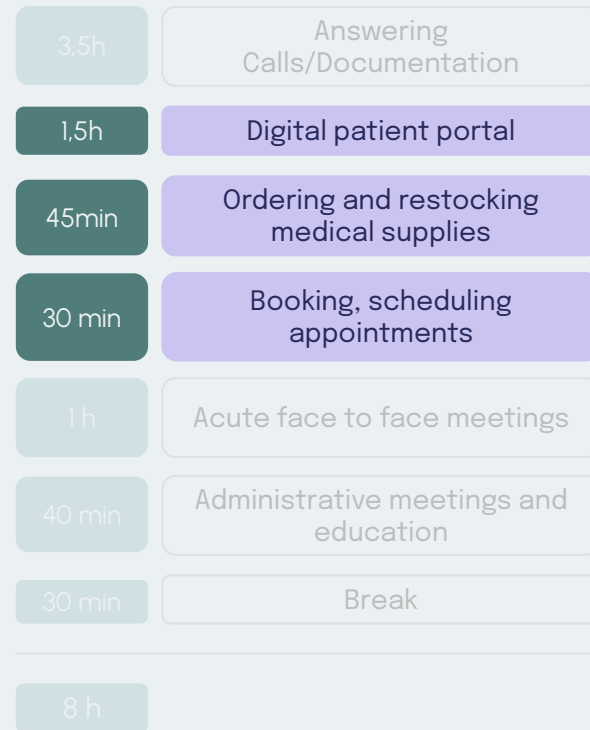 3,5h
Answering
Calls/Documentation
1,5h
Digital patient portal
45min
Ordering and restocking
medical supplies
30 min
Booking, scheduling
appointments
1 h
Acute face to face meetings
40 min
Administrative meetings and
education
30 min
Break
8 h